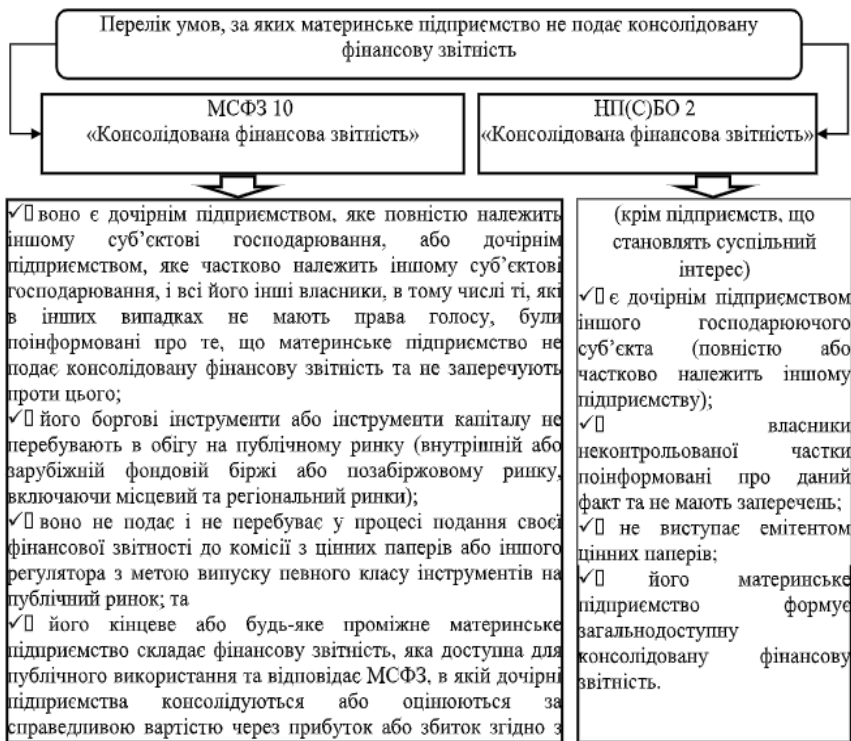 Перелік умов, за яких материнське підприємство не подає консолідовану
фінансову звітність
МСФЗ 10
«Консолідована фінансова звітність»
НП(С)БО 2
«Консолідована фінансова звітність»
✓ воно є дочірнім підприємством, яке повністю належить
іншому суб’єктові господарювання, або дочірнім
підприємством, яке частково належить іншому суб’єктові
господарювання, і всі його інші власники, в тому числі ті, які
в інших випадках не мають права голосу, були
поінформовані про те, що материнське підприємство не
подає консолідовану фінансову звітність та не заперечують
проти цього;
✓ його боргові інструменти або інструменти капіталу не
перебувають в обігу на публічному ринку (внутрішній або
зарубіжній фондовій біржі або позабіржовому ринку,
включаючи місцевий та регіональний ринки);
✓ воно не подає і не перебуває у процесі подання своєї
фінансової звітності до комісії з цінних паперів або іншого
регулятора з метою випуску певного класу інструментів на
публічний ринок; та
✓ його кінцеве або будь-яке проміжне материнське
підприємство складає фінансову звітність, яка доступна для
публічного використання та відповідає МСФЗ, в якій дочірні
підприємства консолідуються або оцінюються за
справедливою вартістю через прибуток або збиток згідно з
(крім підприємств, що
становлять суспільний
інтерес)
✓ є дочірнім підприємством
іншого господарюючого
суб’єкта (повністю або
частково належить іншому
підприємству);
✓ власники
неконтрольованої частки
поінформовані про даний
факт та не мають заперечень;
✓ не виступає емітентом
цінних паперів;
✓ його материнське
підприємство формує
загальнодоступну
консолідовану фінансову
звітність.